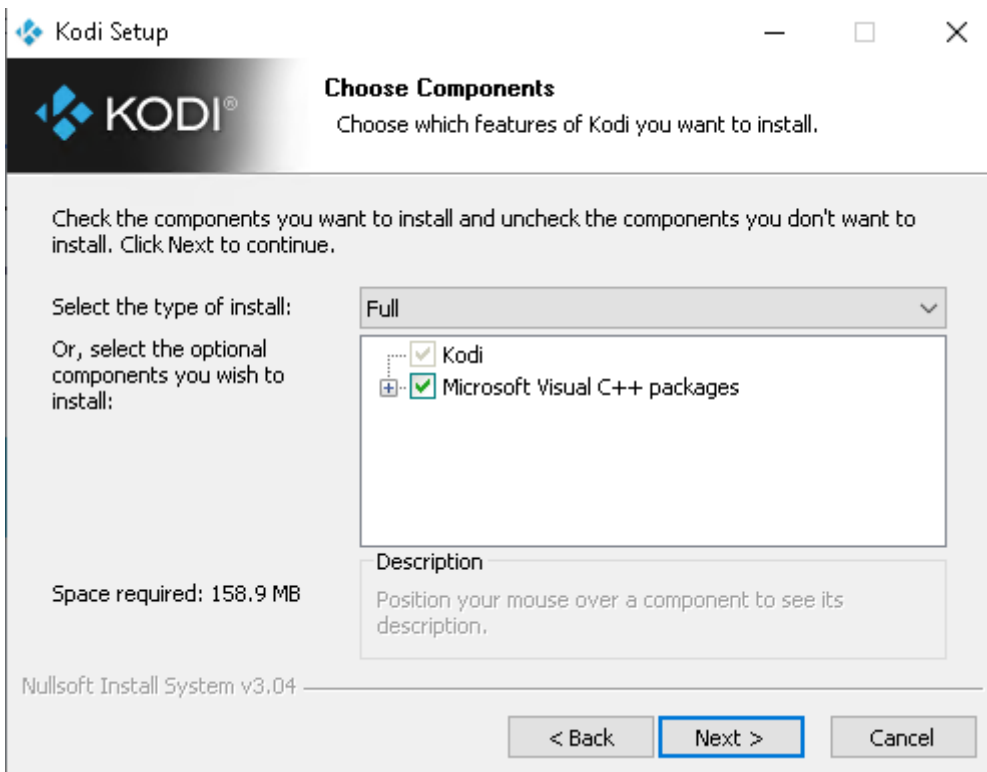 Kodi Setup
KODI®
Choose Components
Choose which features of Kodi you want to install.
Check the components you want to install and uncheck the components you don't want to
install. Click Next to continue.
Select the type of install:
Full
Or, select the optional
components you wish to
install:
Kodi
Microsoft Visual C++ packages
Space required: 158.9 MB
Description
Position your mouse over a component to see its
description.
Nullsoft Install System v3.04
< Back
Next >
Cancel